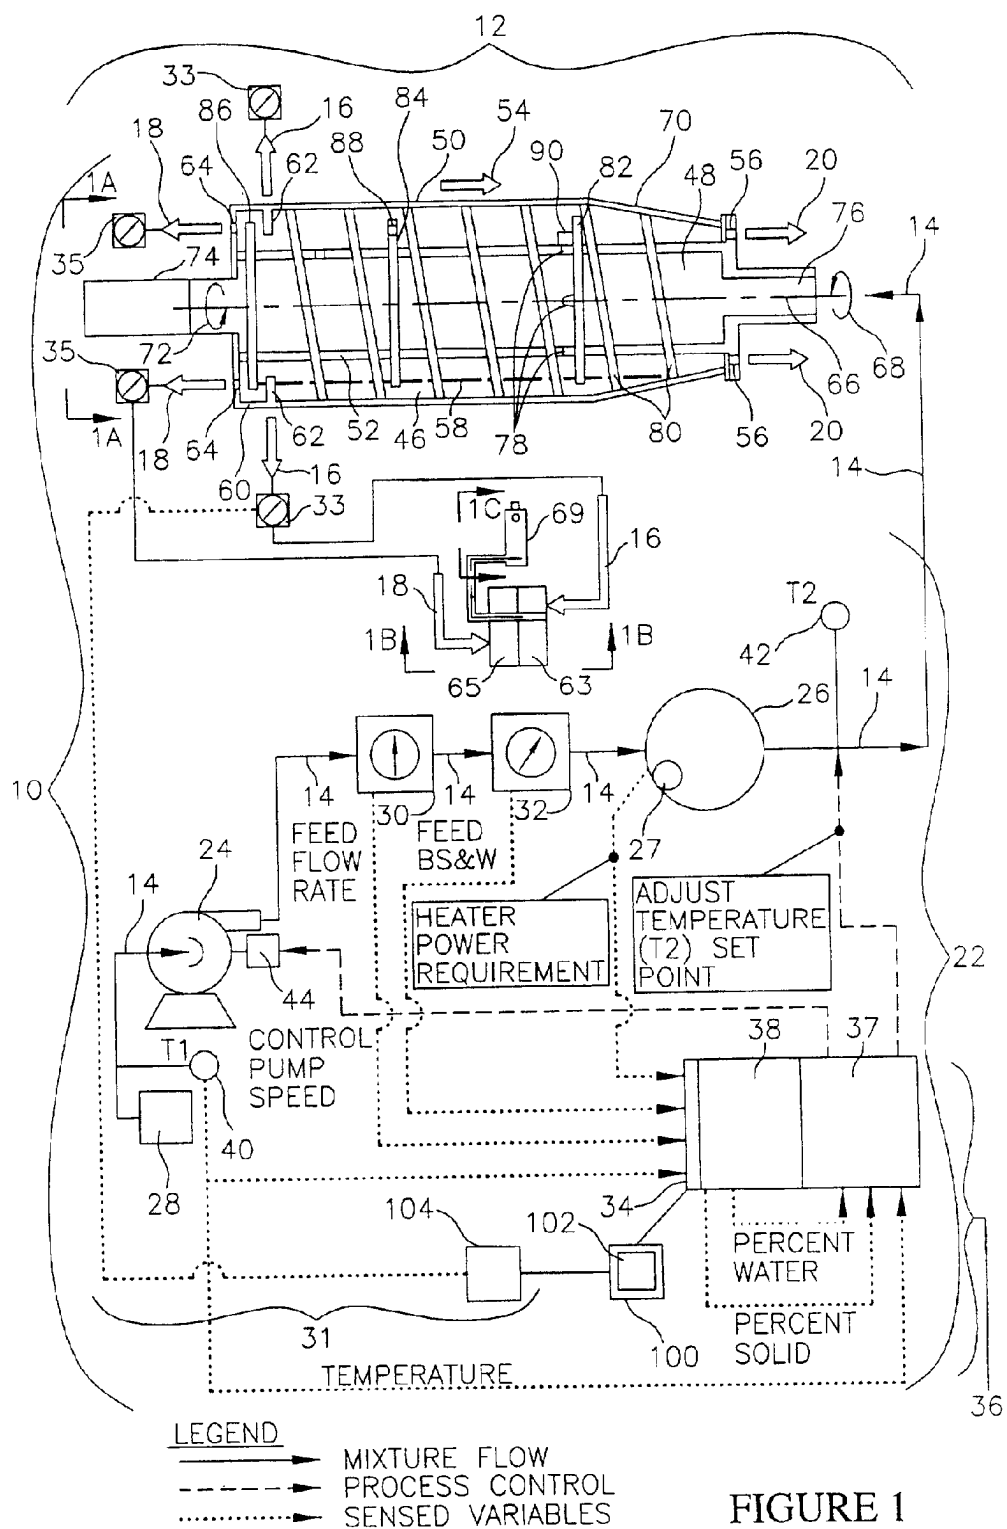 12
33
16
84
54
86
88
50
70
18
62
90
82
56
20
64
48
1A
76
35
74
14
72
66
68
35
1A
18
64
62
52
46
58
78
80
56
20
60
16
33
14
1C
69
16
18
T2
42
1B
1B
65
63
26
14
10
14
30
14
32
14
27
FEED
FLOW
RATE
FEED
BS&W
24
14
HEATER
POWER
REQUIREMENT
ADJUST
TEMPERATURE
(T2) SET
POINT
22
44
CONTROL
PUMP
SPEED
T1
40
28
38
37
34
104
102
PERCENT
WATER
31
100
PERCENT
SOLID
TEMPERATURE
36
LEGEND
MIXTURE FLOW
PROCESS CONTROL
SENSED VARIABLES
FIGURE 1